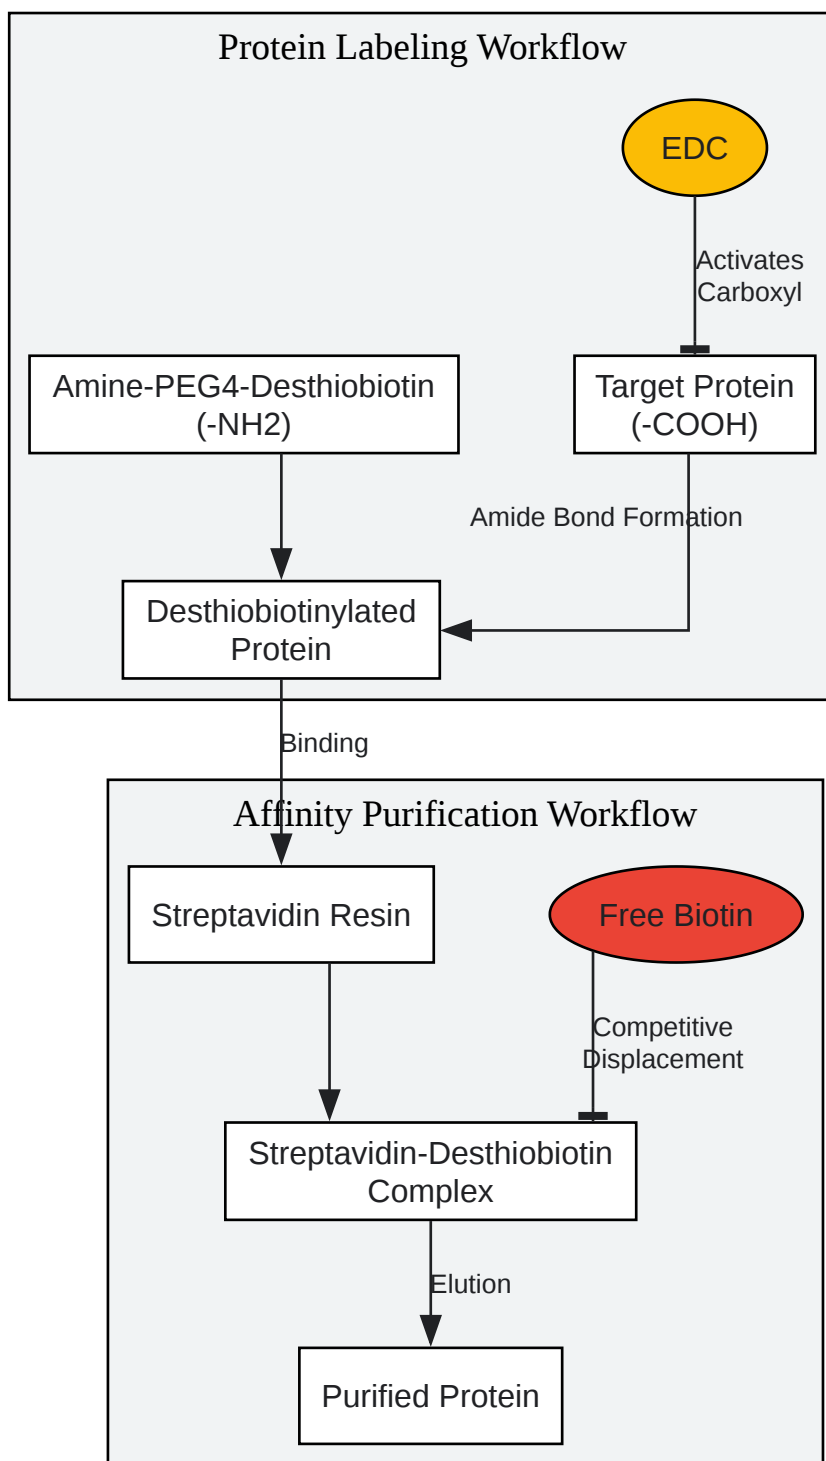 Protein Labeling Workflow
EDC
Activates
Carboxyl
Amine-PEG4-Desthiobiotin
(-NH2)
Target Protein
(-COOH)
Amide Bond Formation
Desthiobiotinylated
Protein
Binding
Affinity Purification Workflow
Streptavidin Resin
Free Biotin
Competitive
Displacement
Streptavidin-Desthiobiotin
Complex
Elution
Purified Protein